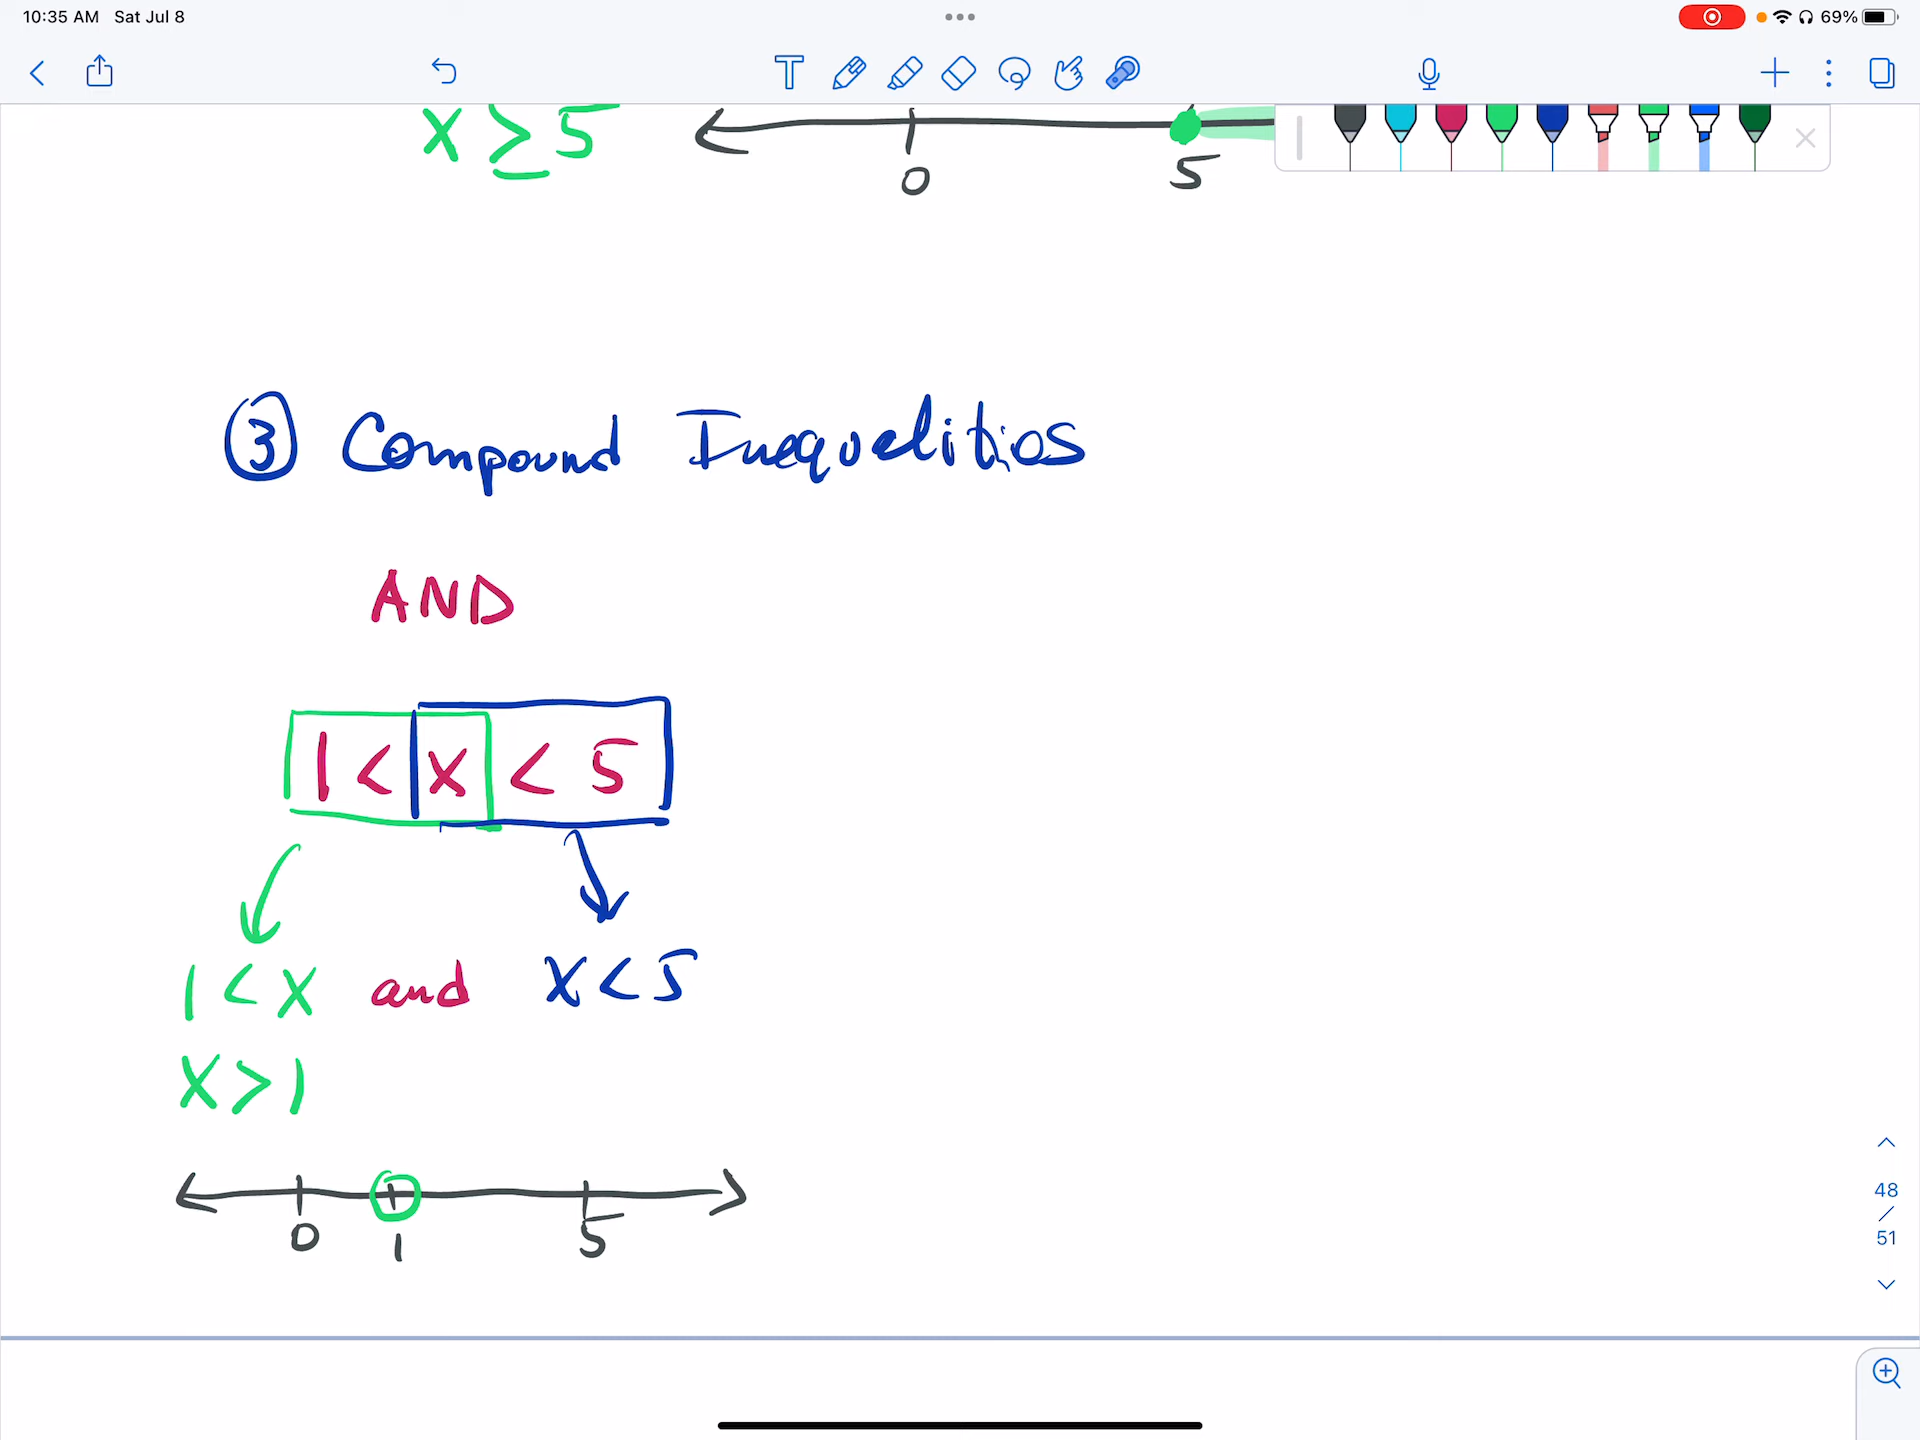 10:35 AM Sat Jul 8
69%
x ≥ 5
0 5
③ Compound Inequalities
AND
1 < x < 5
1 < x and x < 5
x > 1
0 1 5
48
/
51